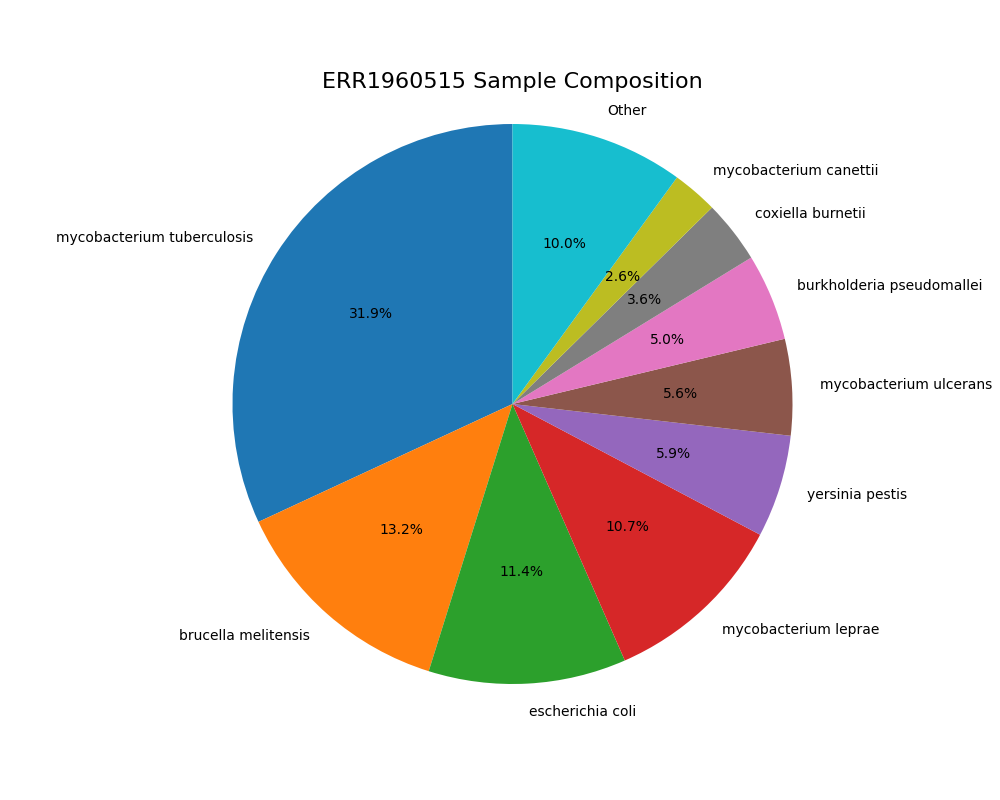 ERR1960515 Sample Composition
Other
mycobacterium canettii
coxiella burnetii
burkholderia pseudomallei
mycobacterium ulcerans
yersinia pestis
mycobacterium leprae
escherichia coli
brucella melitensis
mycobacterium tuberculosis
10.0%
2.6%
3.6%
5.0%
5.6%
5.9%
10.7%
11.4%
13.2%
31.9%